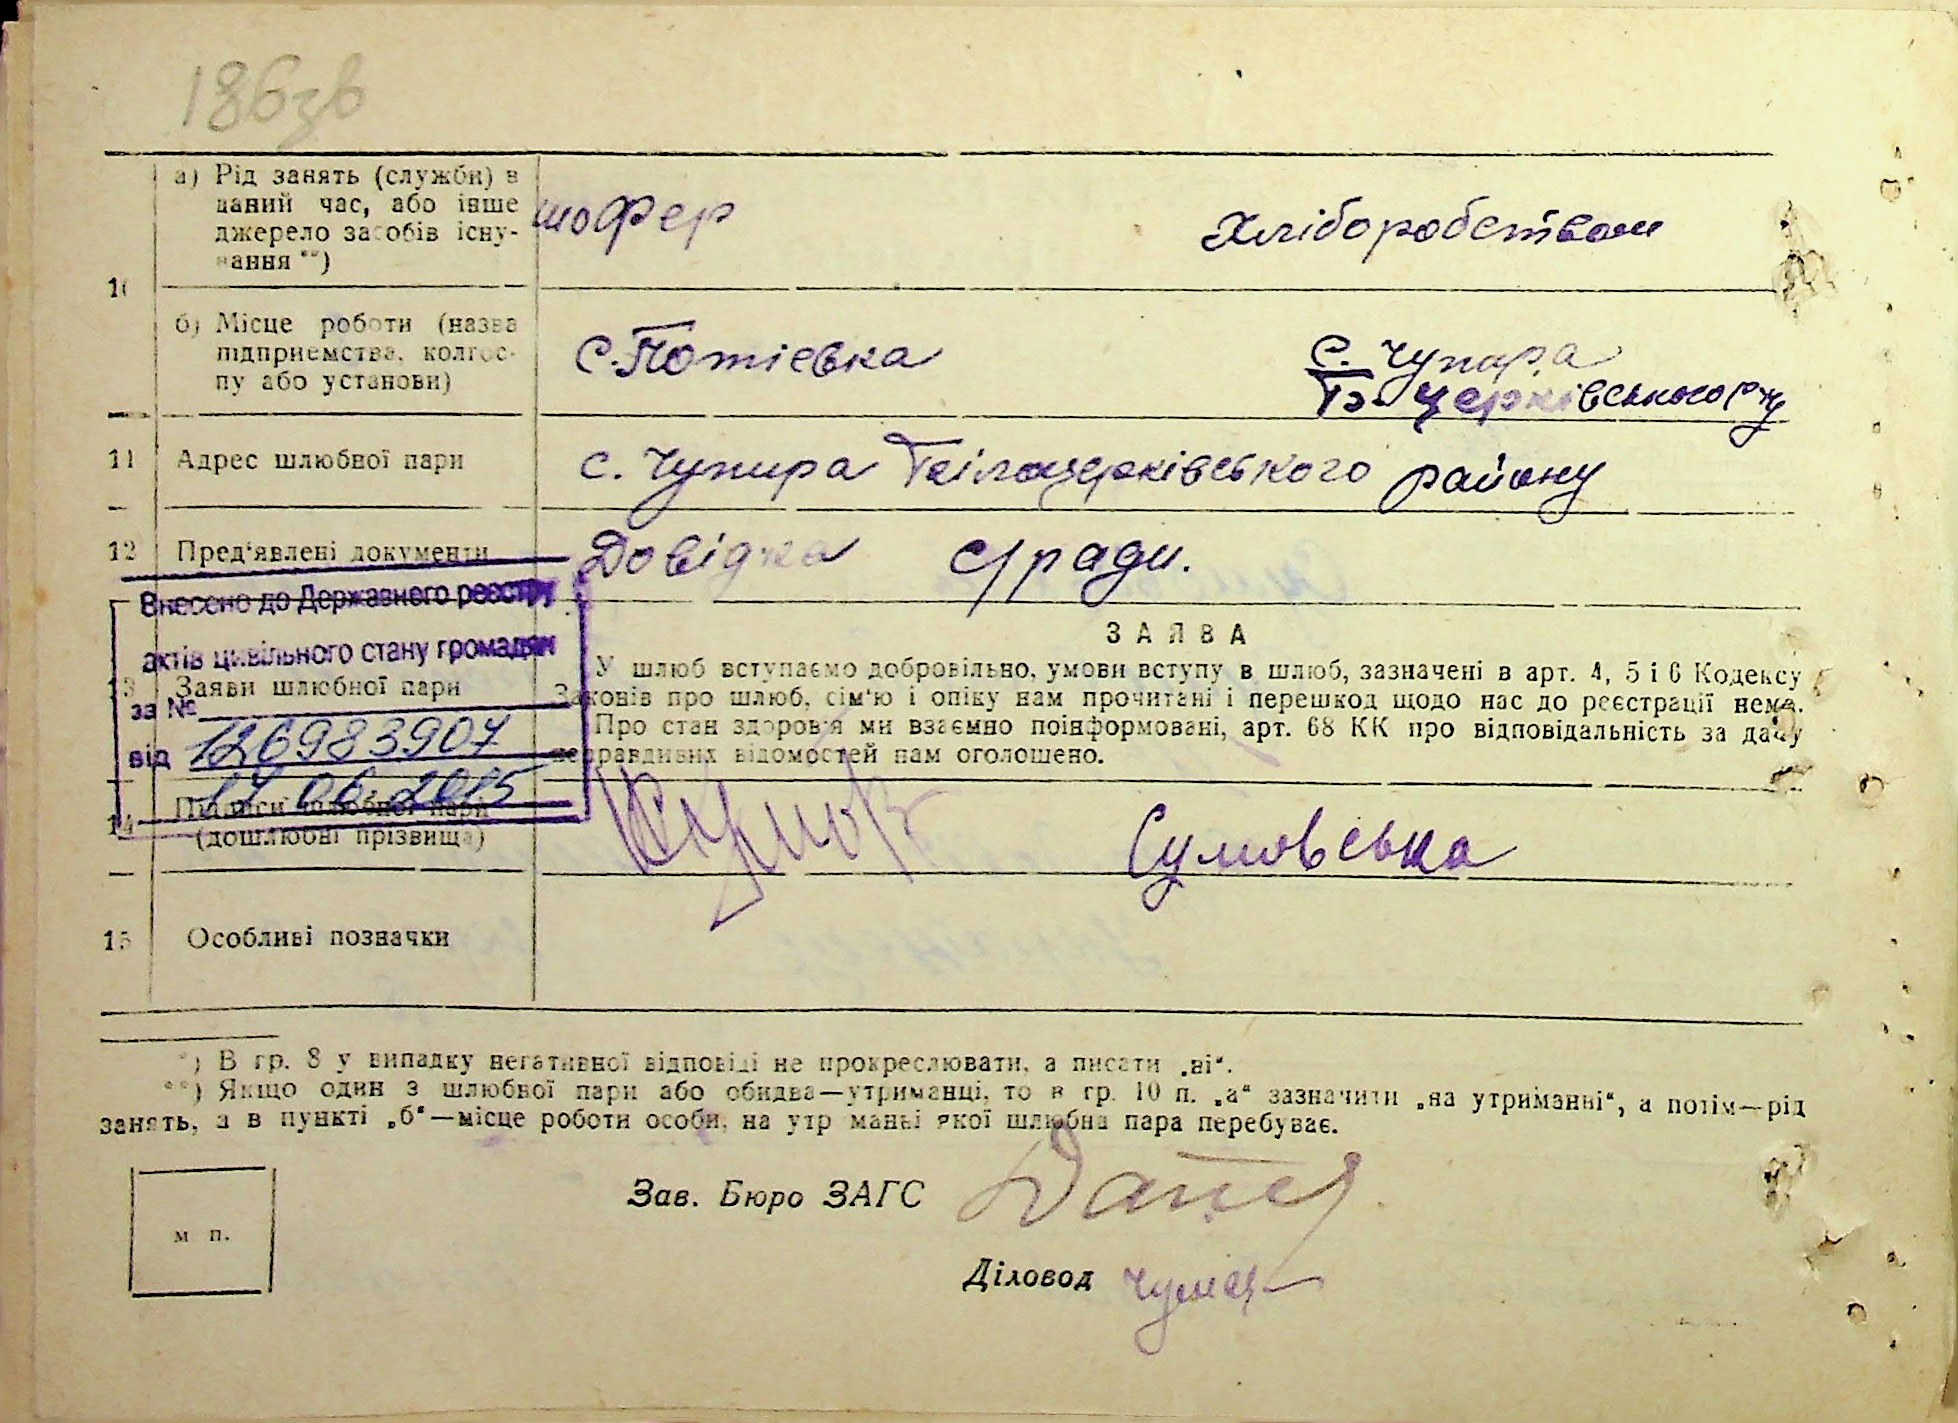 186зв
а) Рід занять (служби) в
даний час, або інше
джерело засобів існу-
вання **)
шофер
Хліборобством
10
б) Місце роботи (назва
підприємства, колгос-
пу або установи)
с. Потієвка
с. Чупира
Б-Церківського р-ну
11 Адрес шлюбної пари
с. Чупира Білоцерківського району
12 Пред'явлені документи
Довідка с/ради.
Внесено до Державного реєстру
актів цивільного стану громадян
за №
126983907
від
17 06 2015
13 Заяви шлюбної пари
ЗАЯВА
У шлюб вступаємо добровільно, умови вступу в шлюб, зазначені в арт. 4, 5 і 6 Кодексу
Законів про шлюб, сім'ю і опіку нам прочитані і перешкод щодо нас до реєстрації нема.
Про стан здоров'я ми взаємно поінформовані, арт. 68 КК про відповідальність за дачу
неправдивих відомостей нам оголошено.
14 Підписи шлюбної пари
(дошлюбні прізвища)
Сумовська
15 Особливі позначки
*) В гр. 8 у випадку негативної відповіді не прокреслювати, а писати „ні“.
**) Якщо один з шлюбної пари або обидва—утриманці, то в гр. 10 п. „а“ зазначити „на утриманні“, а потім—рід
занять, а в пункті „б“—місце роботи особи, на утр манні якої шлюбна пара перебуває.
м п.
Зав. Бюро ЗАГС
Діловод